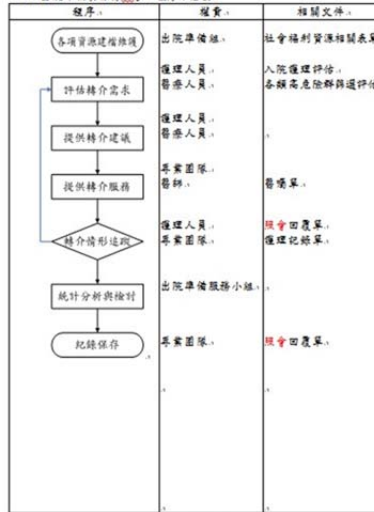 程序 權責 相關文件
各項資源建檔維護 出院準備組 社會福利資源相關表單
護理人員 入院護理評估
評估轉介需求 醫療人員 各類高危險群篩選評估
護理人員
提供轉介建議 醫療人員
專業團隊
提供轉介服務 醫師 醫囑單
護理人員 照會回覆單
轉介情形追蹤 專業團隊 護理記錄單
統計分析與檢討 出院準備服務小組
紀錄保存 專業團隊 照會回覆單